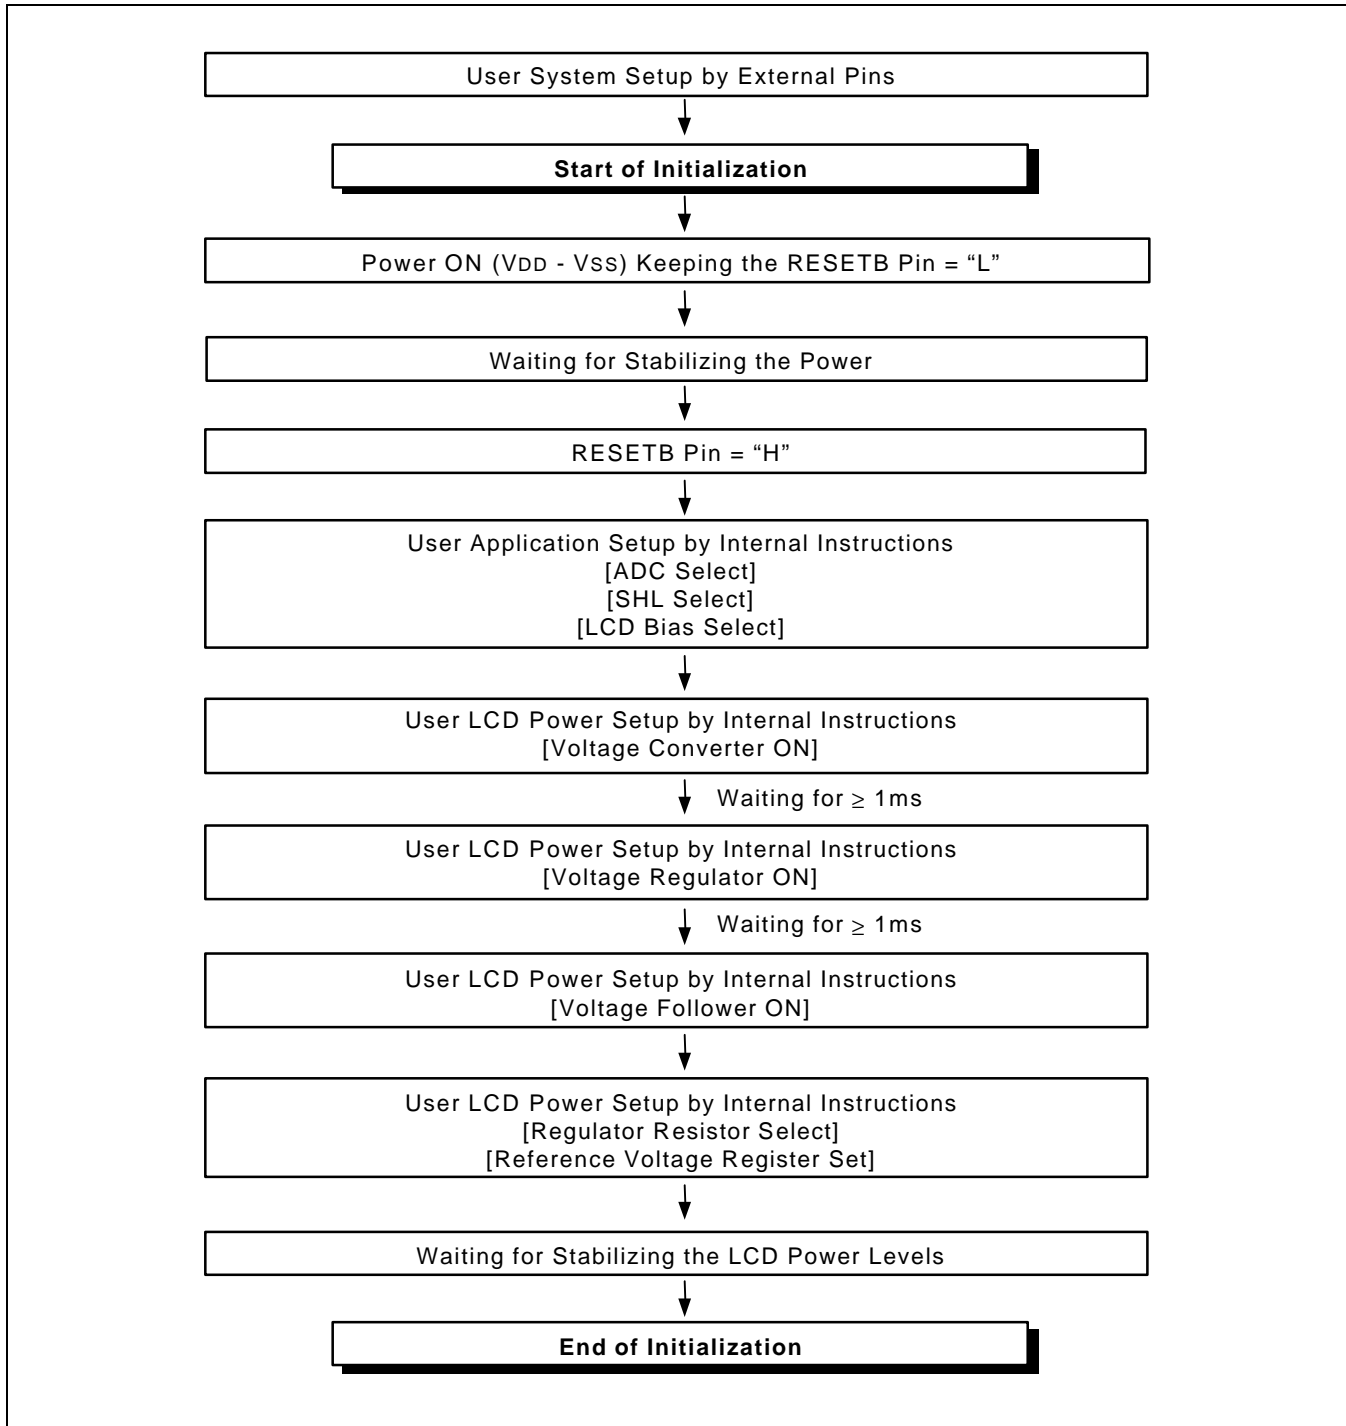 User System Setup by External Pins
Start of Initialization
Power ON (VDD - VSS) Keeping the RESETB Pin = “L”
Waiting for Stabilizing the Power
RESETB Pin = “H”
User Application Setup by Internal Instructions
[ADC Select]
[SHL Select]
[LCD Bias Select]
User LCD Power Setup by Internal Instructions
[Voltage Converter ON]
Waiting for ≥ 1ms
User LCD Power Setup by Internal Instructions
[Voltage Regulator ON]
Waiting for ≥ 1ms
User LCD Power Setup by Internal Instructions
[Voltage Follower ON]
User LCD Power Setup by Internal Instructions
[Regulator Resistor Select]
[Reference Voltage Register Set]
Waiting for Stabilizing the LCD Power Levels
End of Initialization